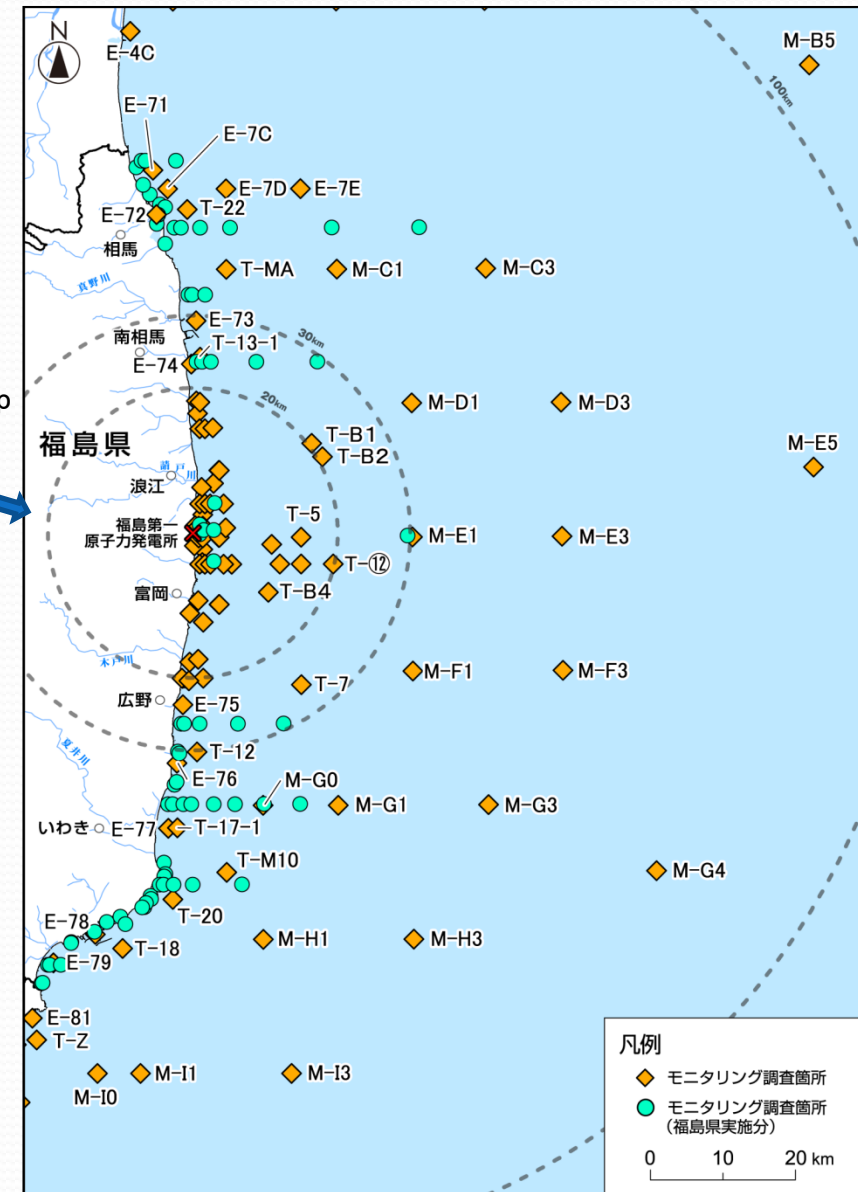 N
E-4C
M-B5
100km
E-71
E-7C
E-7D
E-7E
E-72
T-22
相馬
T-MA
M-C1
M-C3
真野川
E-73
南相馬
30km
T-13-1
E-74
20km
M-D1
M-D3
p
福島県
T-B1
T-B2
M-E5
請戸川
浪江
福島第一
原子力発電所
T-5
M-E1
M-E3
T-⑫
富岡
T-B4
木戸川
M-F1
M-F3
T-7
広野
E-75
夏井川
T-12
E-76
M-G0
M-G1
M-G3
いわき
E-77
T-17-1
T-M10
M-G4
T-20
E-78
T-18
M-H1
M-H3
E-79
E-81
T-Z
M-I0
M-I1
M-I3
凡例
モニタリング調査箇所
モニタリング調査箇所
(福島県実施分)
0 10 20 km